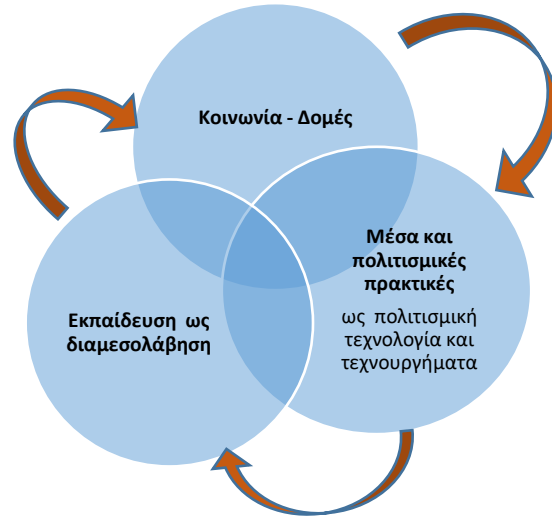 Κοινωνία - Δομές
Μέσα και
πολιτισμικές
πρακτικές
ως πολιτισμική
τεχνολογία και
τεχνουργήματα
Εκπαίδευση ως
διαμεσολάβηση